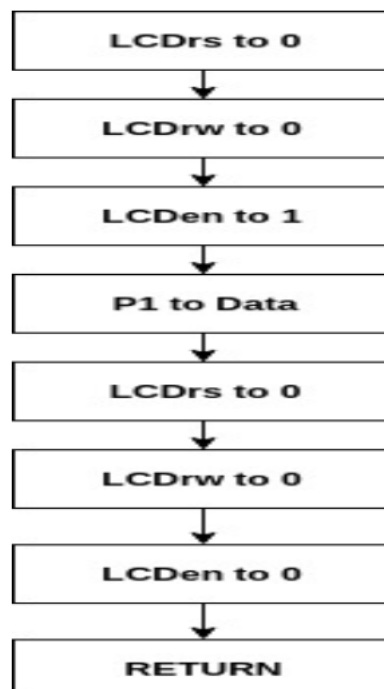 LCDrs to 0
LCDrw to 0
LCDen to 1
P1 to Data
LCDrs to 0
LCDrw to 0
LCDen to 0
RETURN